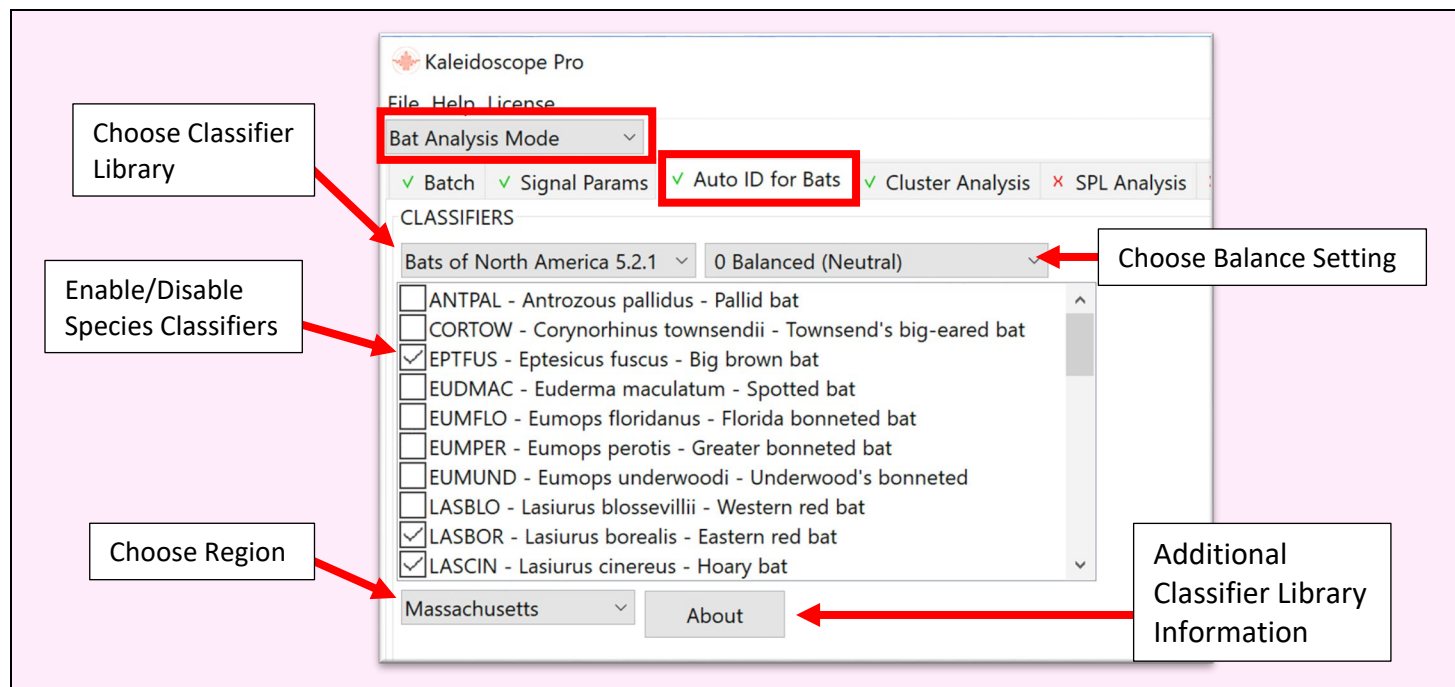 Kaleidoscope Pro
File Help License
Bat Analysis Mode
Choose Classifier
Library
✓ Batch ✓ Signal Params ✓ Auto ID for Bats ✓ Cluster Analysis × SPL Analysis
CLASSIFIERS
Bats of North America 5.2.1 0 Balanced (Neutral)
Choose Balance Setting
Enable/Disable
Species Classifiers
ANTPAL - Antrozous pallidus - Pallid bat
CORTOW - Corynorhinus townsendii - Townsend's big-eared bat
EPTFUS - Eptesicus fuscus - Big brown bat
EUDMAC - Euderma maculatum - Spotted bat
EUMFLO - Eumops floridanus - Florida bonneted bat
EUMPER - Eumops perotis - Greater bonneted bat
EUMUND - Eumops underwoodi - Underwood's bonneted
LASBLO - Lasiurus blossevillii - Western red bat
LASBOR - Lasiurus borealis - Eastern red bat
LASCIN - Lasiurus cinereus - Hoary bat
Choose Region
Massachusetts About
Additional
Classifier Library
Information